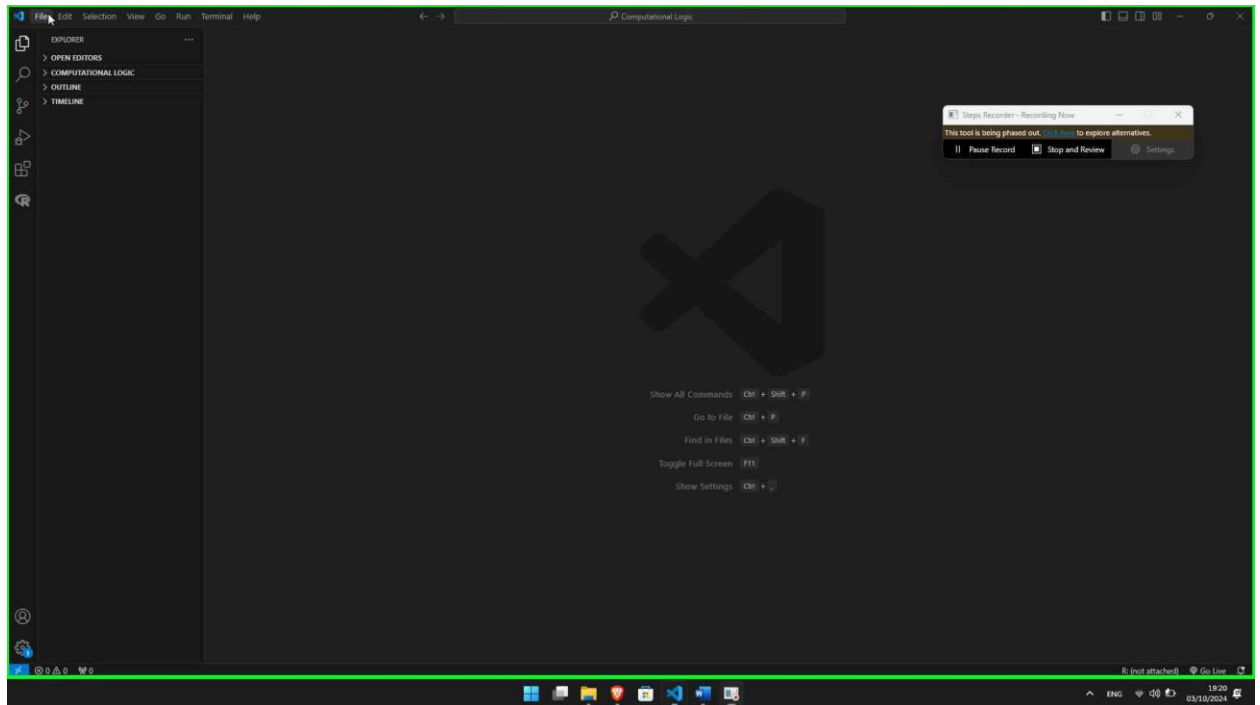 File Edit Selection View Go Run Terminal Help
Computational Logic
EXPLORER
OPEN EDITORS
COMPUTATIONAL LOGIC
OUTLINE
TIMELINE
Steps Recorder - Recording Now
This tool is being phased out. Click here to explore alternatives.
Pause Record Stop and Review Settings
Show All Commands Ctrl + Shift + P
Go to File Ctrl + P
Find in Files Ctrl + Shift + F
Toggle Full Screen F11
Show Settings Ctrl + ,
0 0 0 R: (not attached) Go Live
ENG 19:20
03/10/2024